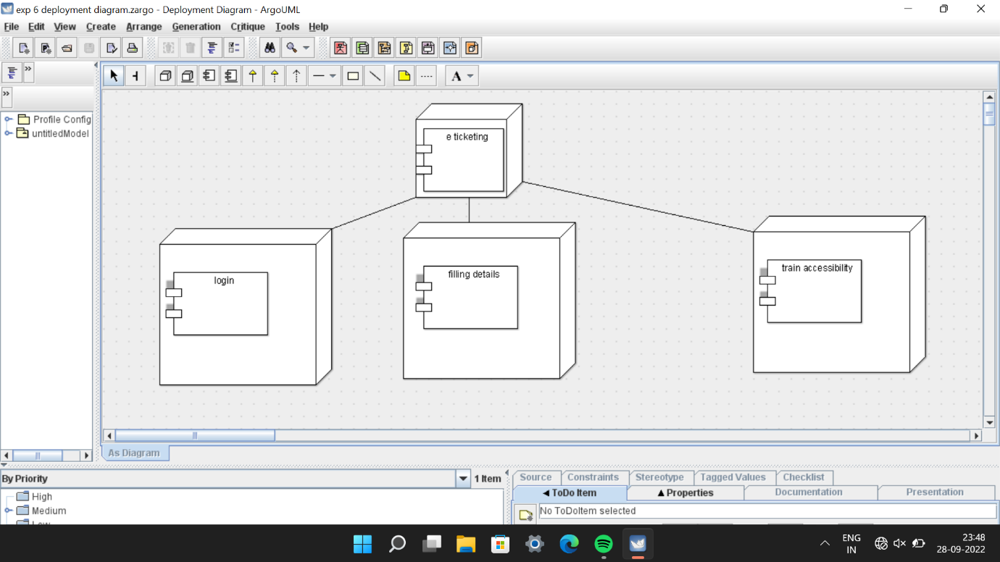 exp 6 deployment diagram.zargo - Deployment Diagram - ArgoUML
File Edit View Create Arrange Generation Critique Tools Help
A
Profile Config
untitledModel
e ticketing
login
filling details
train accessibility
As Diagram
By Priority
1 Item
High
Medium
Low
Source Constraints Stereotype Tagged Values Checklist
ToDo Item Properties Documentation Presentation
No ToDoItem selected
ENG
IN
23:48
28-09-2022